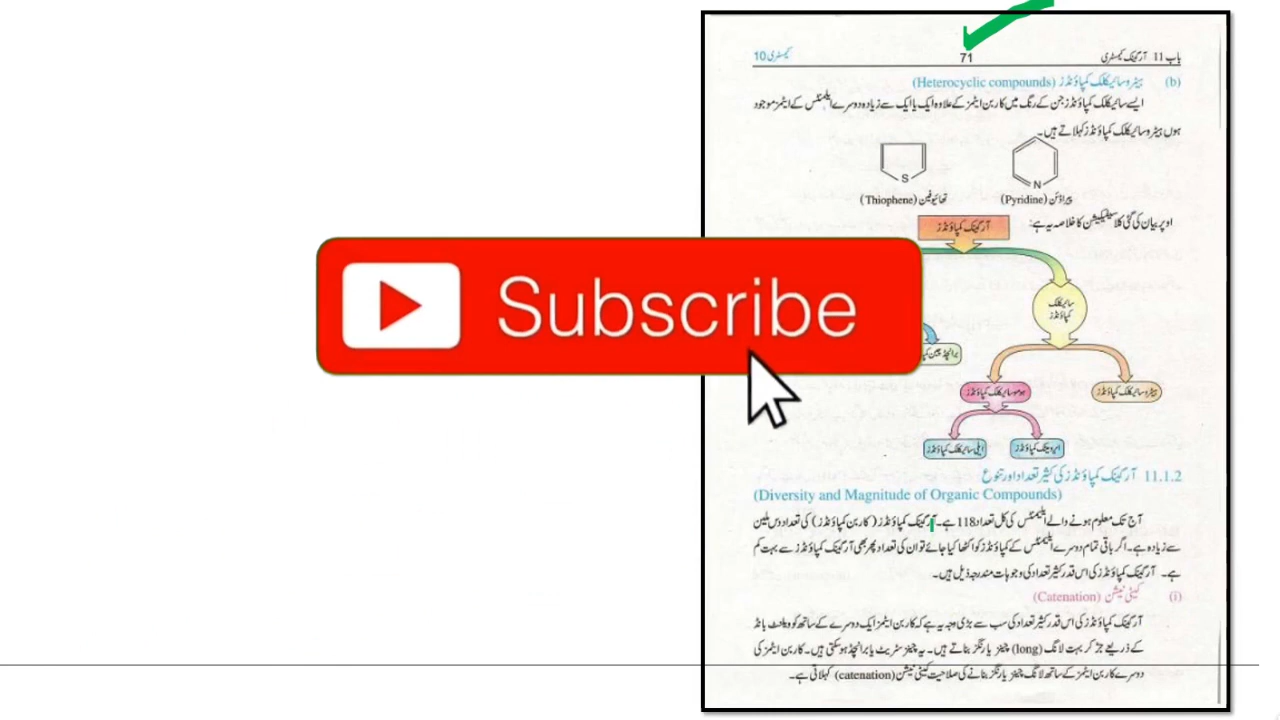 باب 11 آرگینک کیمسٹری
71
کیمسٹری 10
(b) ہیٹروسائیکلک کمپاؤنڈز (Heterocyclic compounds)
ایسے سائیکلک کمپاؤنڈز جن کے رنگ میں کاربن ایٹمز کے علاوہ ایک یا ایک سے زیادہ دوسرے ایلیمنٹس کے ایٹمز موجود
ہوں ہیٹروسائیکلک کمپاؤنڈز کہلاتے ہیں۔
N
S
پیراڈئن (Pyridine)
تھائیوفین (Thiophene)
اوپر بیان کی گئی کلاسیفیکیشن کا خلاصہ یہ ہے:
آرگینک کمپاؤنڈز
سائیکلک
کمپاؤنڈز
Subscribe
برانچڈ چین
ہیٹروسائیکلک کمپاؤنڈز
ہوموسائیکلک کمپاؤنڈز
ایرومیٹک کمپاؤنڈز
ایلی سائیکلک کمپاؤنڈز
11.1.2 آرگینک کمپاؤنڈز کی کثیر تعداد اور تنوع
(Diversity and Magnitude of Organic Compounds)
آج تک معلوم ہونے والے ایلیمنٹس کی کل تعداد 118 ہے۔ آرگینک کمپاؤنڈز (کاربن کمپاؤنڈز) کی تعداد دس ملین
سے زیادہ ہے۔ اگر باقی تمام دوسرے ایلیمنٹس کے کمپاؤنڈز کو اکٹھا کیا جائے تو ان کی تعداد پھر بھی آرگینک کمپاؤنڈز سے بہت کم
ہے۔ آرگینک کمپاؤنڈز کی اس قدر کثیر تعداد کی وجوہات مندرجہ ذیل ہیں۔
(i) کیٹی نیشن (Catenation)
آرگینک کمپاؤنڈز کی اس قدر کثیر تعداد کی سب سے بڑی وجہ یہ ہے کہ کاربن ایٹمز ایک دوسرے کے ساتھ کوویلنٹ بانڈ
کے ذریعے جڑ کر بہت لانگ (long) چینز یا رنگز بناتے ہیں۔ یہ چینز سٹریٹ یا برانچڈ ہو سکتی ہیں۔ کاربن ایٹمز کی
دوسرے کاربن ایٹمز کے ساتھ لانگ چینز یا رنگز بنانے کی صلاحیت کیٹی نیشن (catenation) کہلاتی ہے۔